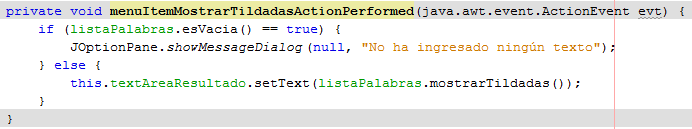 private void menuItemMostrarTildadasActionPerformed(java.awt.event.ActionEvent evt) {
    if (listaPalabras.esVacia() == true) {
        JOptionPane.showMessageDialog(null, "No ha ingresado ningún texto");
    } else {
        this.textAreaResultado.setText(listaPalabras.mostrarTildadas());
    }
}